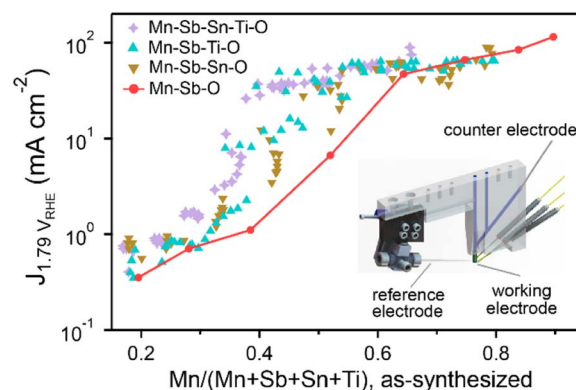 Mn-Sb-Sn-Ti-O
Mn-Sb-Ti-O
Mn-Sb-Sn-O
Mn-Sb-O
10²
10¹
10⁰
10⁻¹
J1.79 V_RHE (mA cm⁻²)
counter electrode
reference
electrode
working
electrode
0.2 0.4 0.6 0.8
Mn/(Mn+Sb+Sn+Ti), as-synthesized